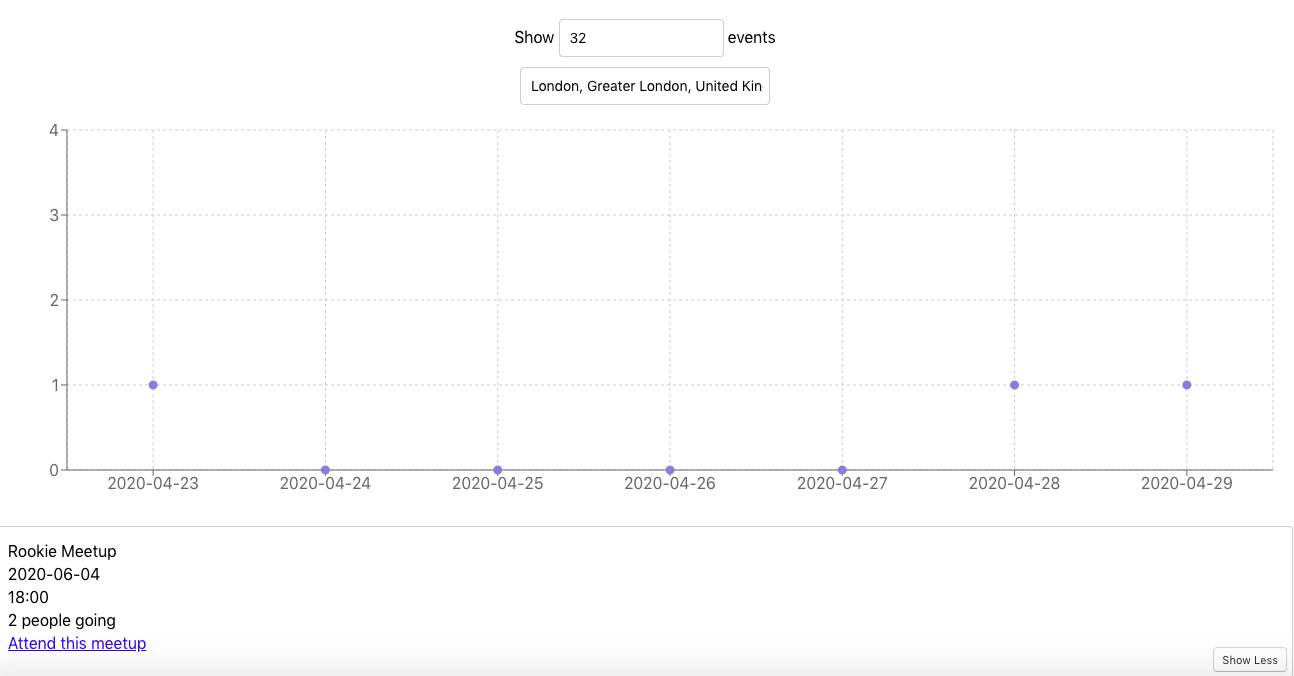 Show 32 events
London, Greater London, United Kin
4
3
2
1
0
2020-04-23 2020-04-24 2020-04-25 2020-04-26 2020-04-27 2020-04-28 2020-04-29
Rookie Meetup
2020-06-04
18:00
2 people going
Attend this meetup
Show Less